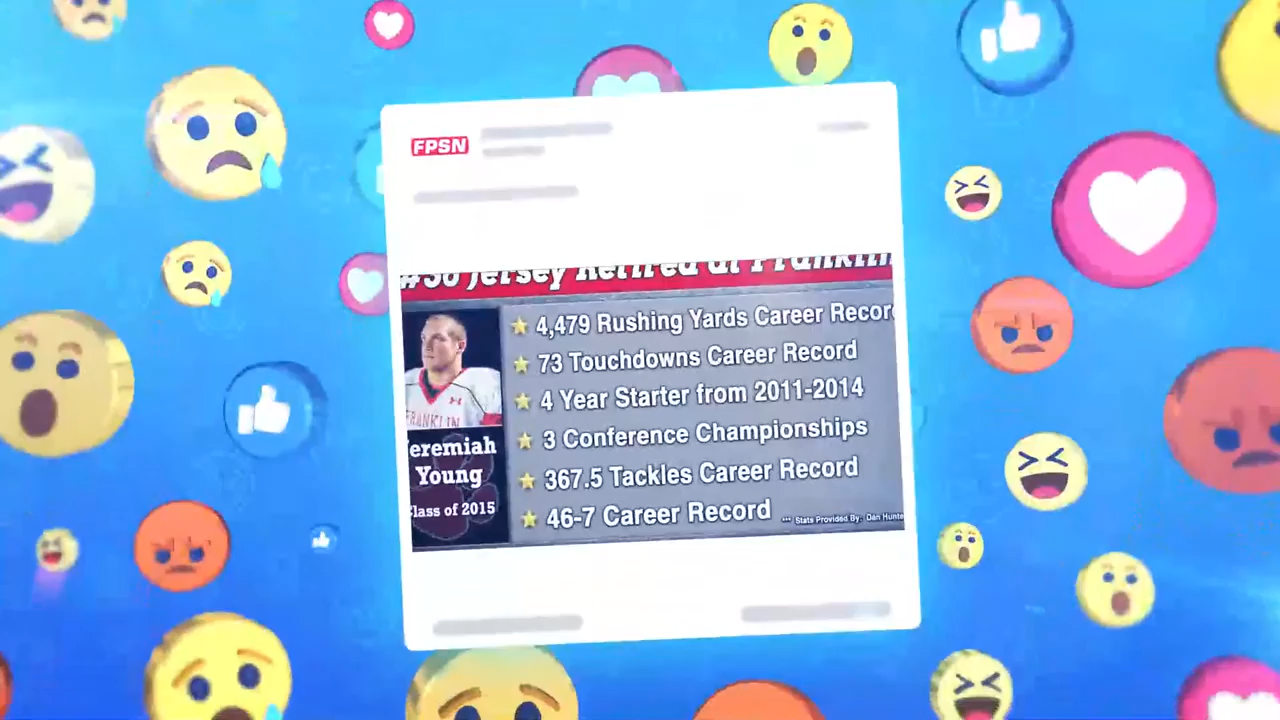 FPSN
Jersey Retired at Franklin
4,479 Rushing Yards Career Record
73 Touchdowns Career Record
4 Year Starter from 2011-2014
3 Conference Championships
367.5 Tackles Career Record
46-7 Career Record
*** Stats Provided By: Dan Hunte
FRANKLIN
Jeremiah
Young
Class of 2015